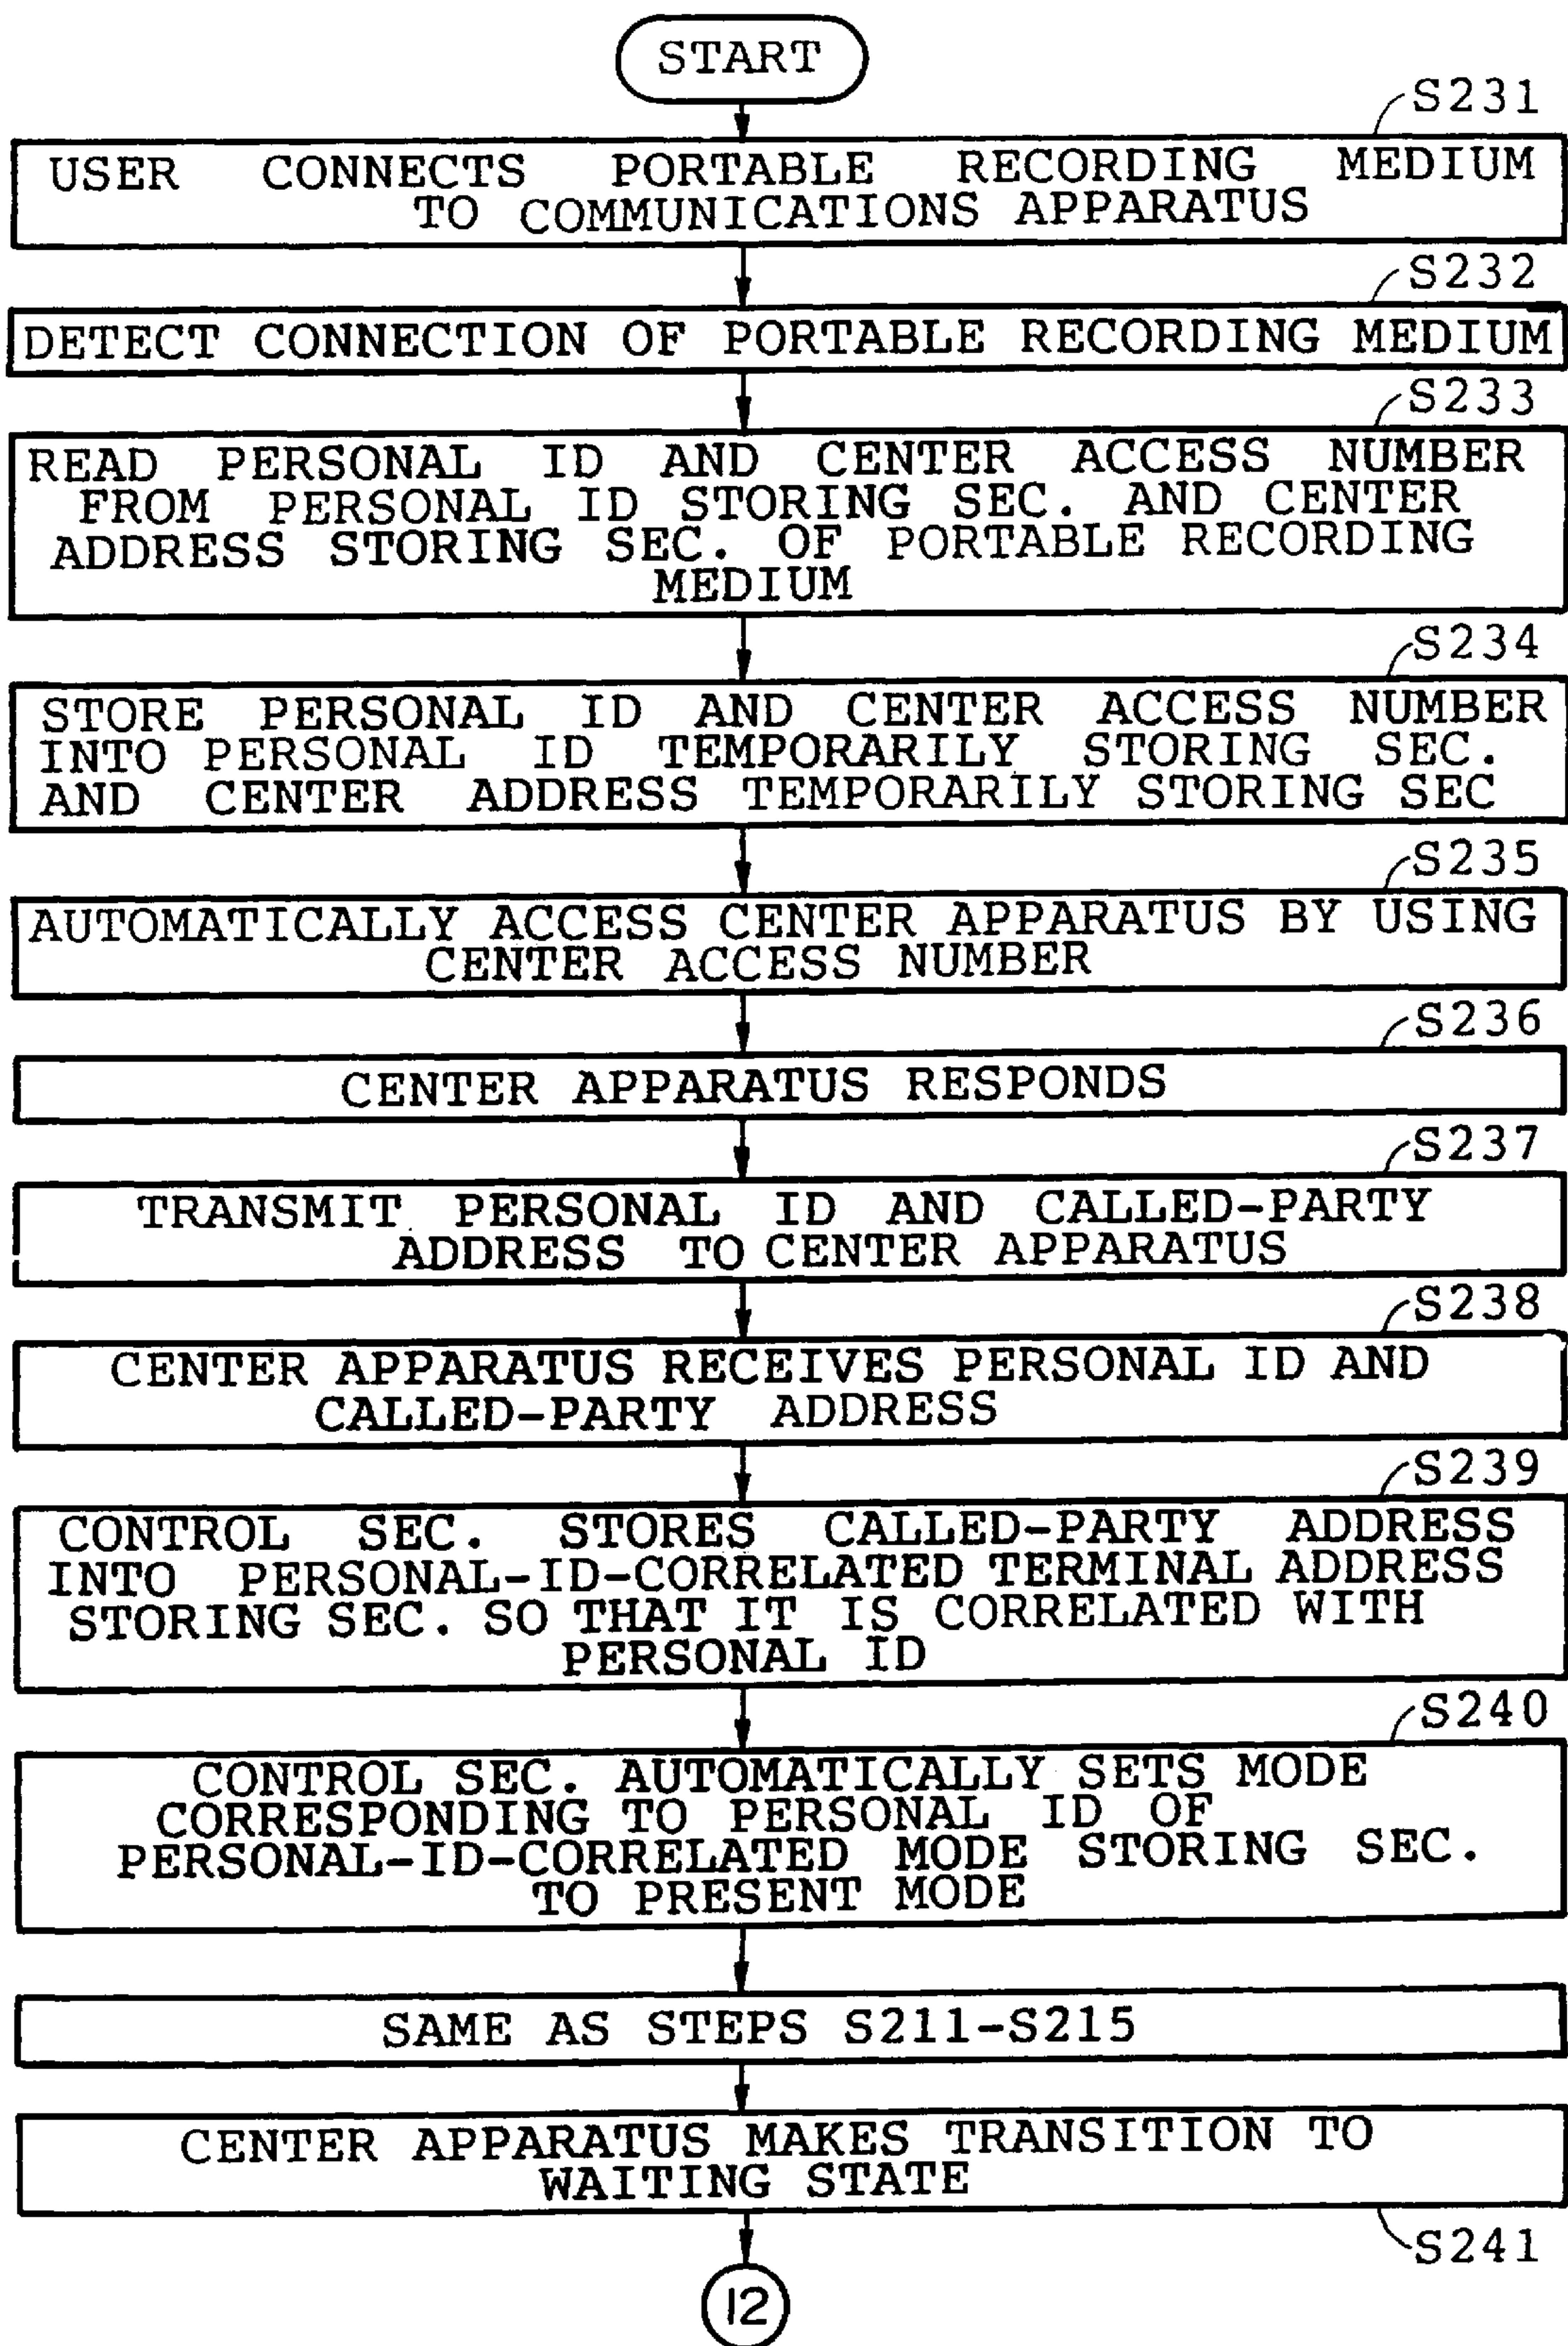 START
S231
USER CONNECTS PORTABLE RECORDING MEDIUM
TO COMMUNICATIONS APPARATUS
S232
DETECT CONNECTION OF PORTABLE RECORDING MEDIUM
S233
READ PERSONAL ID AND CENTER ACCESS NUMBER
FROM PERSONAL ID STORING SEC. AND CENTER
ADDRESS STORING SEC. OF PORTABLE RECORDING
MEDIUM
S234
STORE PERSONAL ID AND CENTER ACCESS NUMBER
INTO PERSONAL ID TEMPORARILY STORING SEC.
AND CENTER ADDRESS TEMPORARILY STORING SEC
S235
AUTOMATICALLY ACCESS CENTER APPARATUS BY USING
CENTER ACCESS NUMBER
S236
CENTER APPARATUS RESPONDS
S237
TRANSMIT PERSONAL ID AND CALLED-PARTY
ADDRESS TO CENTER APPARATUS
S238
CENTER APPARATUS RECEIVES PERSONAL ID AND
CALLED-PARTY ADDRESS
S239
CONTROL SEC. STORES CALLED-PARTY ADDRESS
INTO PERSONAL-ID-CORRELATED TERMINAL ADDRESS
STORING SEC. SO THAT IT IS CORRELATED WITH
PERSONAL ID
S240
CONTROL SEC. AUTOMATICALLY SETS MODE
CORRESPONDING TO PERSONAL ID OF
PERSONAL-ID-CORRELATED MODE STORING SEC.
TO PRESENT MODE
SAME AS STEPS S211-S215
CENTER APPARATUS MAKES TRANSITION TO
WAITING STATE
S241
12